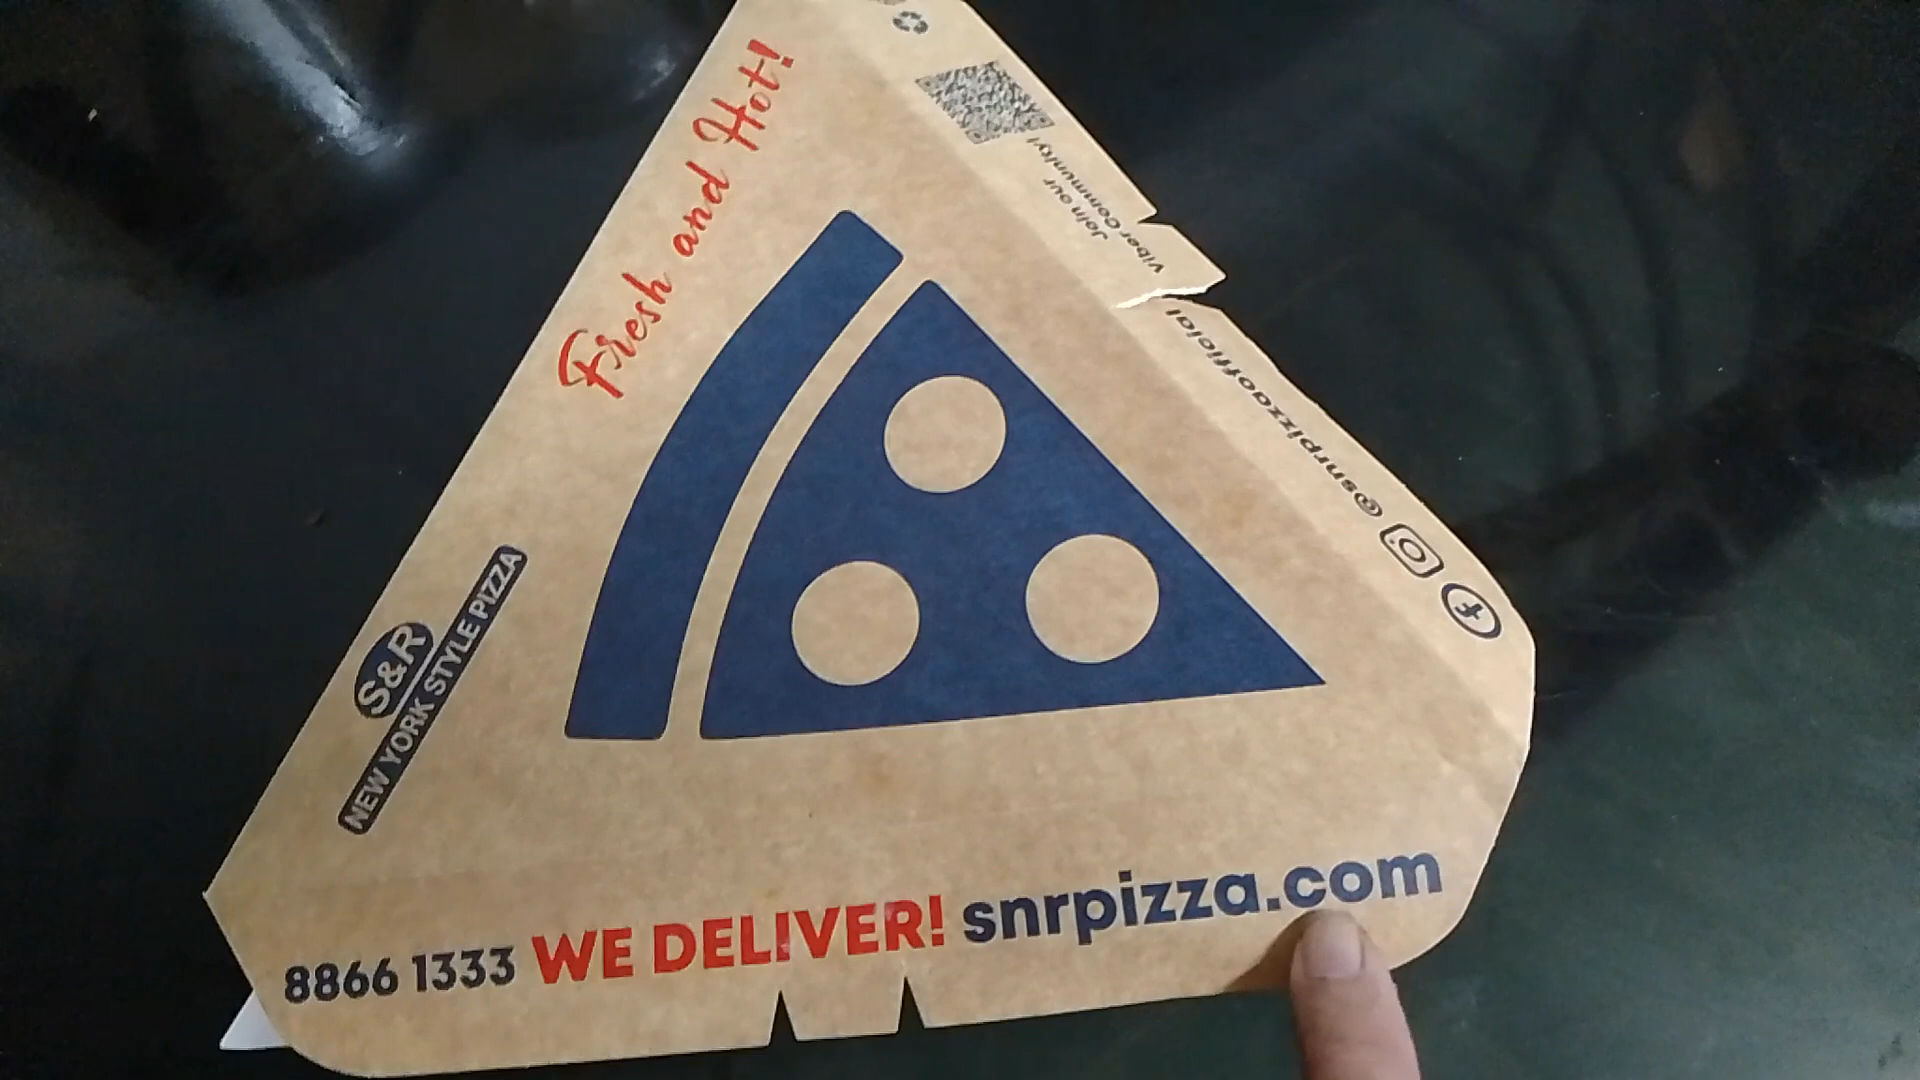 Fresh and Hot!
S&R
NEW YORK STYLE PIZZA
8866 1333 WE DELIVER! snrpizza.com
Join our
Viber Community!
@snrpizzaofficial